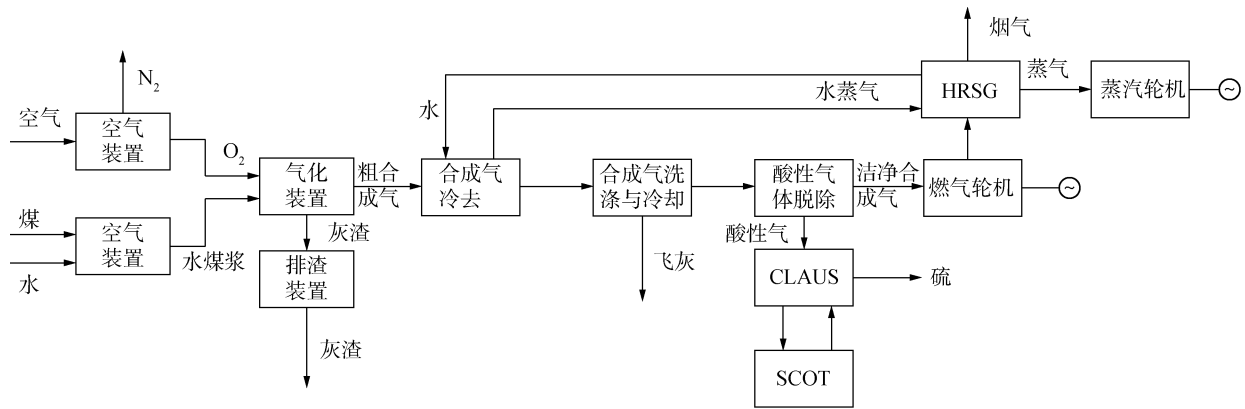 烟气
N₂
HRSG
蒸气
蒸汽轮机
~
水
水蒸气
空气
空气
装置
O₂
气化
装置
粗合
成气
合成气
冷去
合成气洗
涤与冷却
酸性气
体脱除
洁净合
成气
燃气轮机
~
煤
水
空气
装置
水煤浆
灰渣
排渣
装置
灰渣
飞灰
酸性气
CLAUS
硫
SCOT